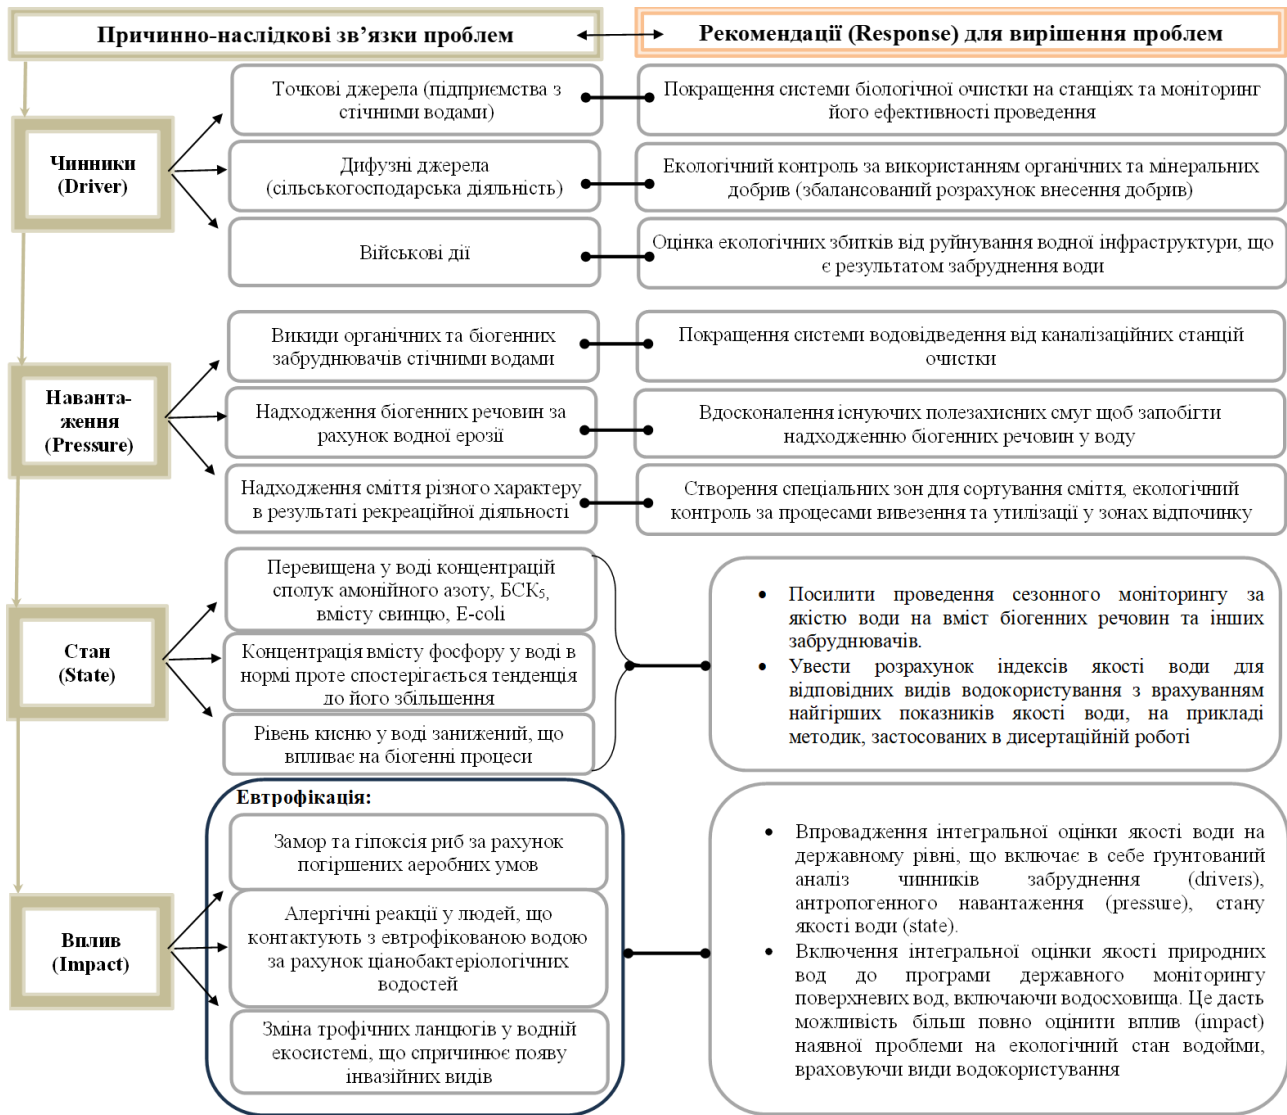 Причинно-наслідкові зв’язки проблем
Рекомендації (Response) для вирішення проблем
Чинники
(Driver)
Точкові джерела (підприємства з
стічними водами)
Покращення системи біологічної очистки на станціях та моніторинг
його ефективності проведення
Дифузні джерела
(сільськогосподарська діяльність)
Екологічний контроль за використанням органічних та мінеральних
добрив (збалансований розрахунок внесення добрив)
Військові дії
Оцінка екологічних збитків від руйнування водної інфраструктури, що
є результатом забруднення води
Наванта-
ження
(Pressure)
Викиди органічних та біогенних
забруднювачів стічними водами
Покращення системи водовідведення від каналізаційних станцій
очистки
Надходження біогенних речовин за
рахунок водної ерозії
Вдосконалення існуючих полезахисних смуг щоб запобігти
надходженню біогенних речовин у воду
Надходження сміття різного характеру
в результаті рекреаційної діяльності
Створення спеціальних зон для сортування сміття, екологічний
контроль за процесами вивезення та утилізації у зонах відпочинку
Стан
(State)
Перевищена у воді концентрацій
сполук амонійного азоту, БСК₅,
вмісту свинцю, E-coli
Концентрація вмісту фосфору у воді в
нормі проте спостерігається тенденція
до його збільшення
Рівень кисню у воді занижений, що
впливає на біогенні процеси
• Посилити проведення сезонного моніторингу за
якістю води на вміст біогенних речовин та інших
забруднювачів.
• Увести розрахунок індексів якості води для
відповідних видів водокористування з врахуванням
найгірших показників якості води, на прикладі
методик, застосованих в дисертаційній роботі
Вплив
(Impact)
Евтрофікація:
Замор та гіпоксія риб за рахунок
погіршених аеробних умов
Алергічні реакції у людей, що
контактують з евтрофікованою водою
за рахунок ціанобактеріологічних
водостей
Зміна трофічних ланцюгів у водній
екосистемі, що спричинює появу
інвазійних видів
• Впровадження інтегральної оцінки якості води на
державному рівні, що включає в себе ґрунтований
аналіз чинників забруднення (drivers),
антропогенного навантаження (pressure), стану
якості води (state).
• Включення інтегральної оцінки якості природних
вод до програми державного моніторингу
поверхневих вод, включаючи водосховища. Це дасть
можливість більш повно оцінити вплив (impact)
наявної проблеми на екологічний стан водойми,
враховуючи види водокористування